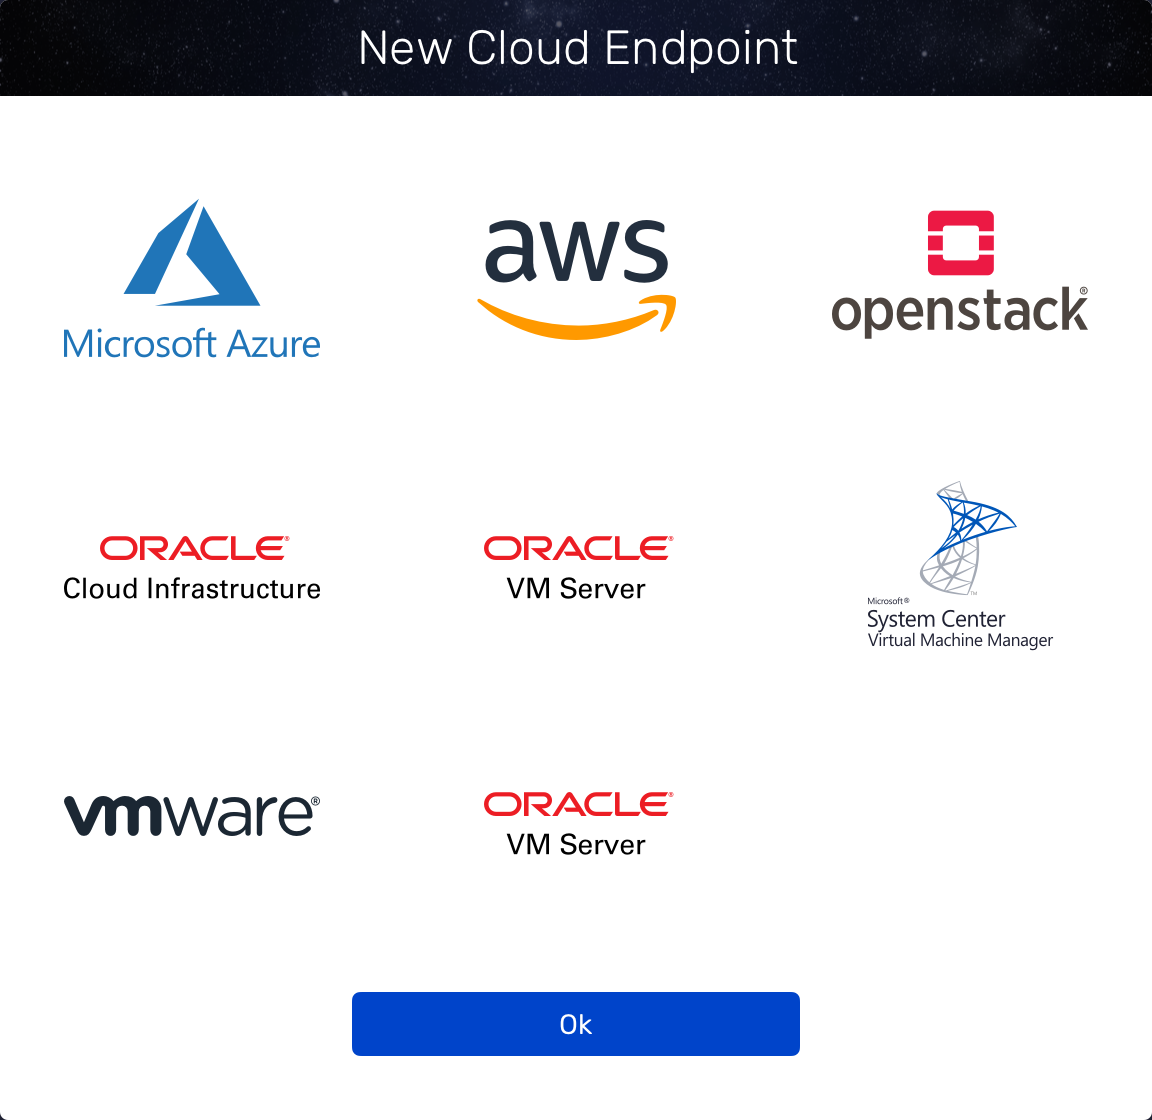 New Cloud Endpoint
Microsoft Azure
aws
openstack®
ORACLE®
Cloud Infrastructure
ORACLE®
VM Server
Microsoft®
System Center
Virtual Machine Manager
™
vmware®
ORACLE®
VM Server
Ok